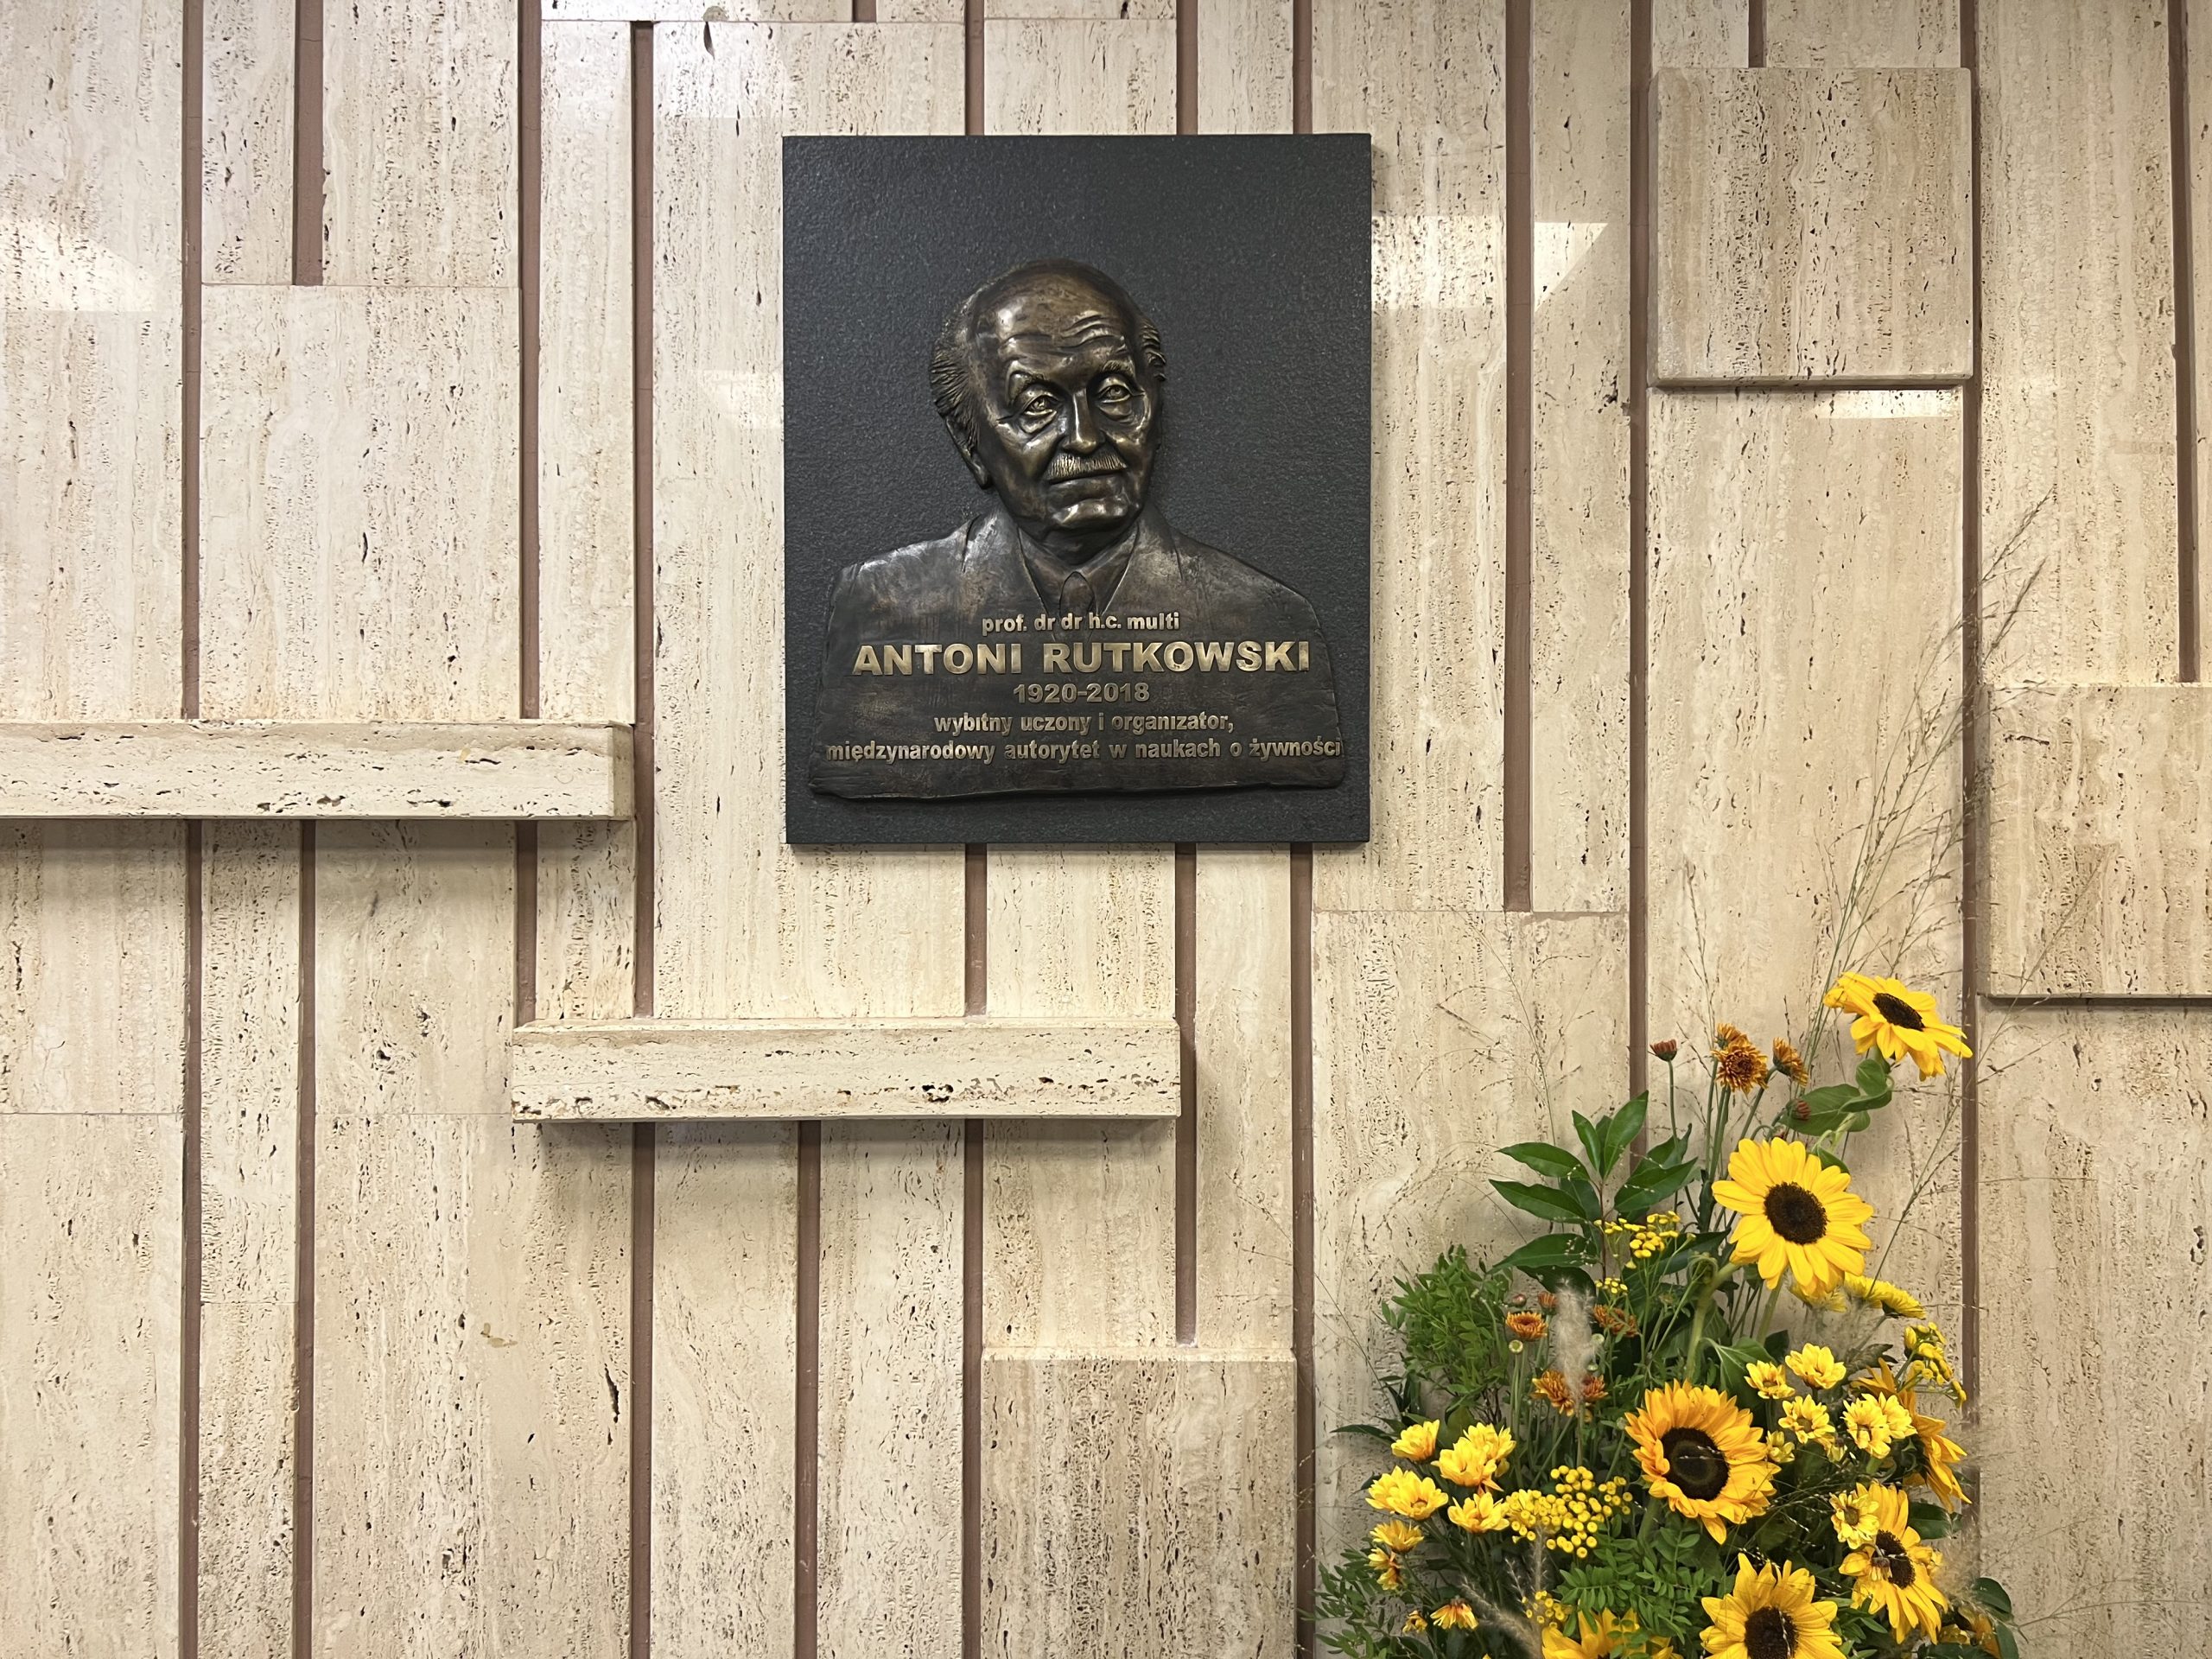 prof. dr dr h.c. multi
ANTONI RUTKOWSKI
1920-2018
wybitny uczony i organizator,
międzynarodowy autorytet w naukach o żywności